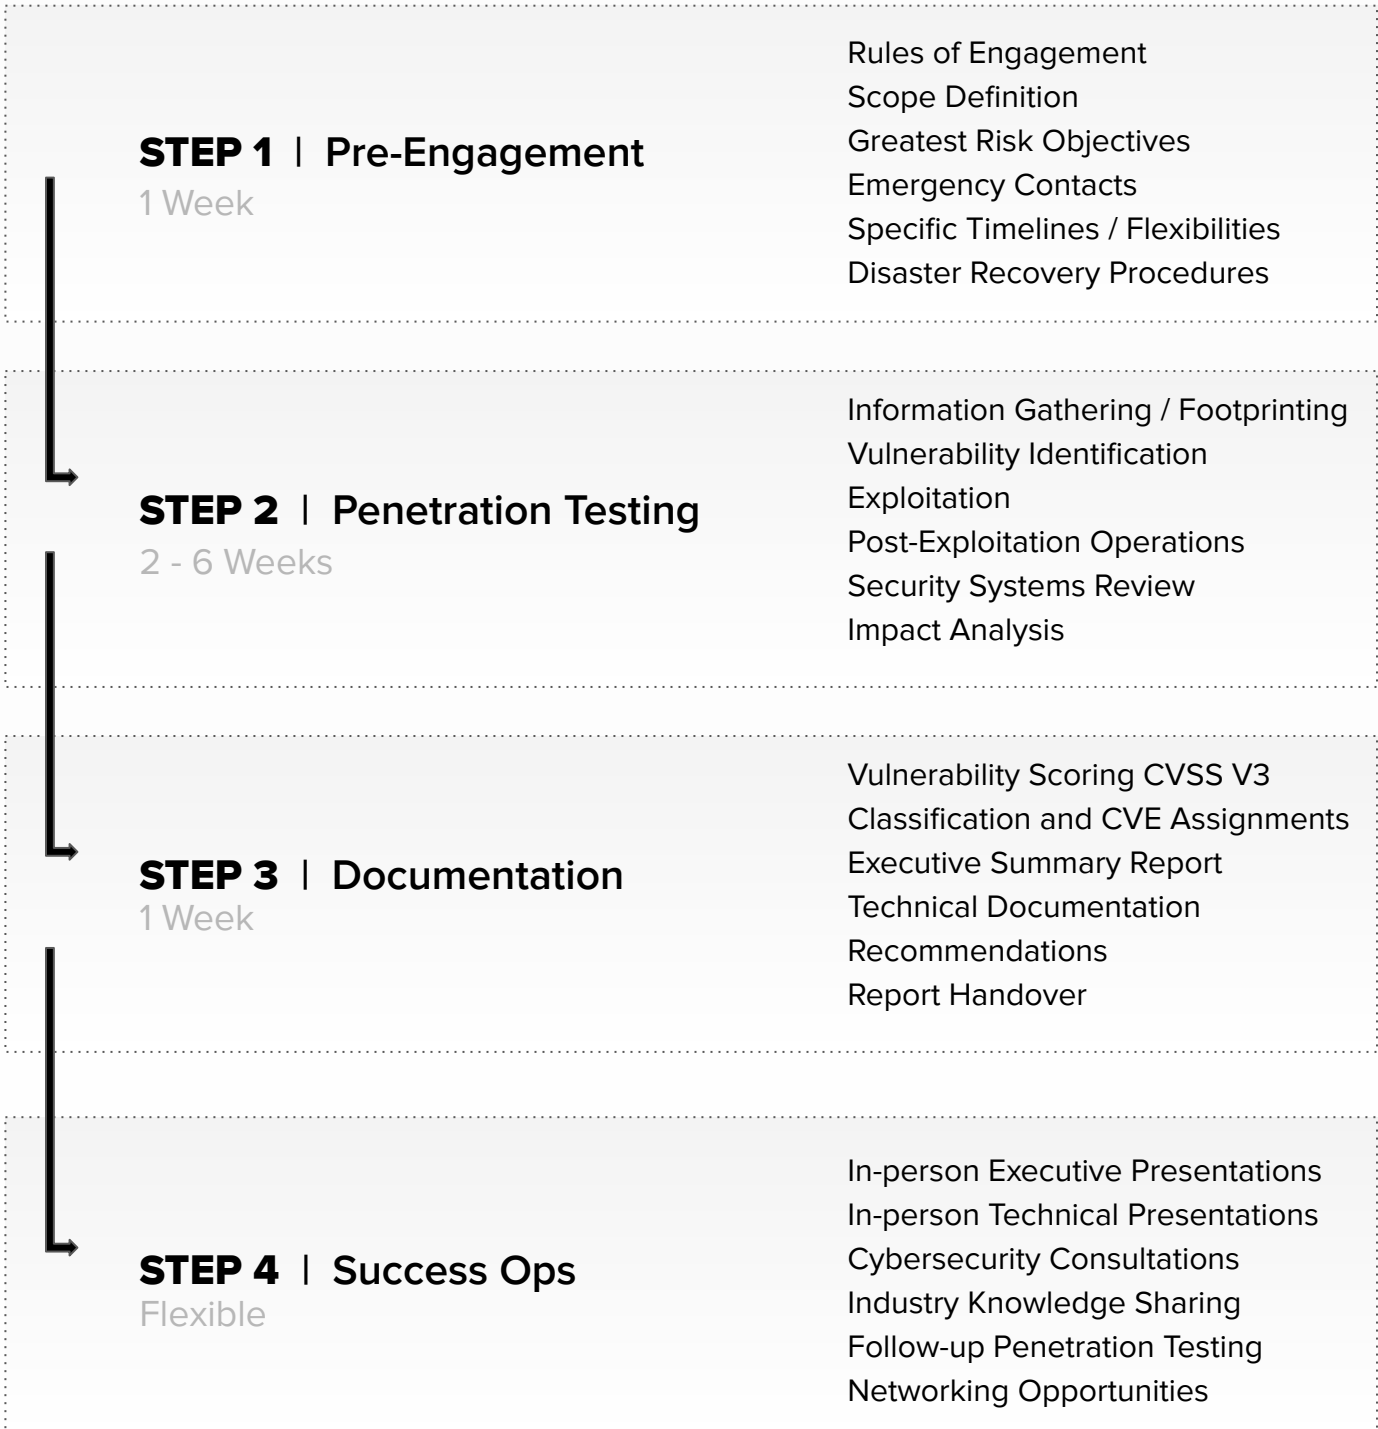 STEP 1 | Pre-Engagement
1 Week
Rules of Engagement
Scope Definition
Greatest Risk Objectives
Emergency Contacts
Specific Timelines / Flexibilities
Disaster Recovery Procedures
STEP 2 | Penetration Testing
2 - 6 Weeks
Information Gathering / Footprinting
Vulnerability Identification
Exploitation
Post-Exploitation Operations
Security Systems Review
Impact Analysis
STEP 3 | Documentation
1 Week
Vulnerability Scoring CVSS V3
Classification and CVE Assignments
Executive Summary Report
Technical Documentation
Recommendations
Report Handover
STEP 4 | Success Ops
Flexible
In-person Executive Presentations
In-person Technical Presentations
Cybersecurity Consultations
Industry Knowledge Sharing
Follow-up Penetration Testing
Networking Opportunities